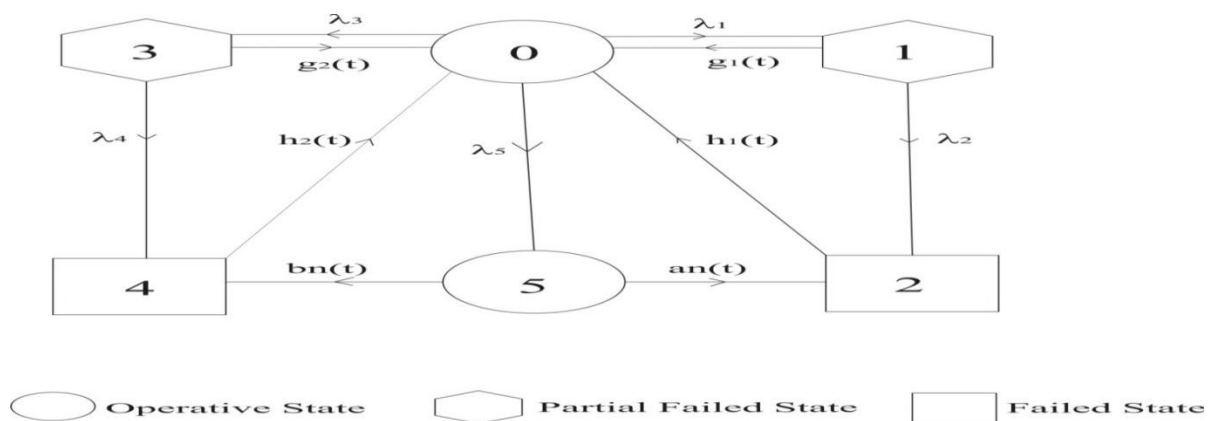 λ3
λ1
3
0
1
g2(t)
g1(t)
λ4
h2(t)
λ5
h1(t)
λ2
bn(t)
an(t)
4
5
2
Operative State
Partial Failed State
Failed State